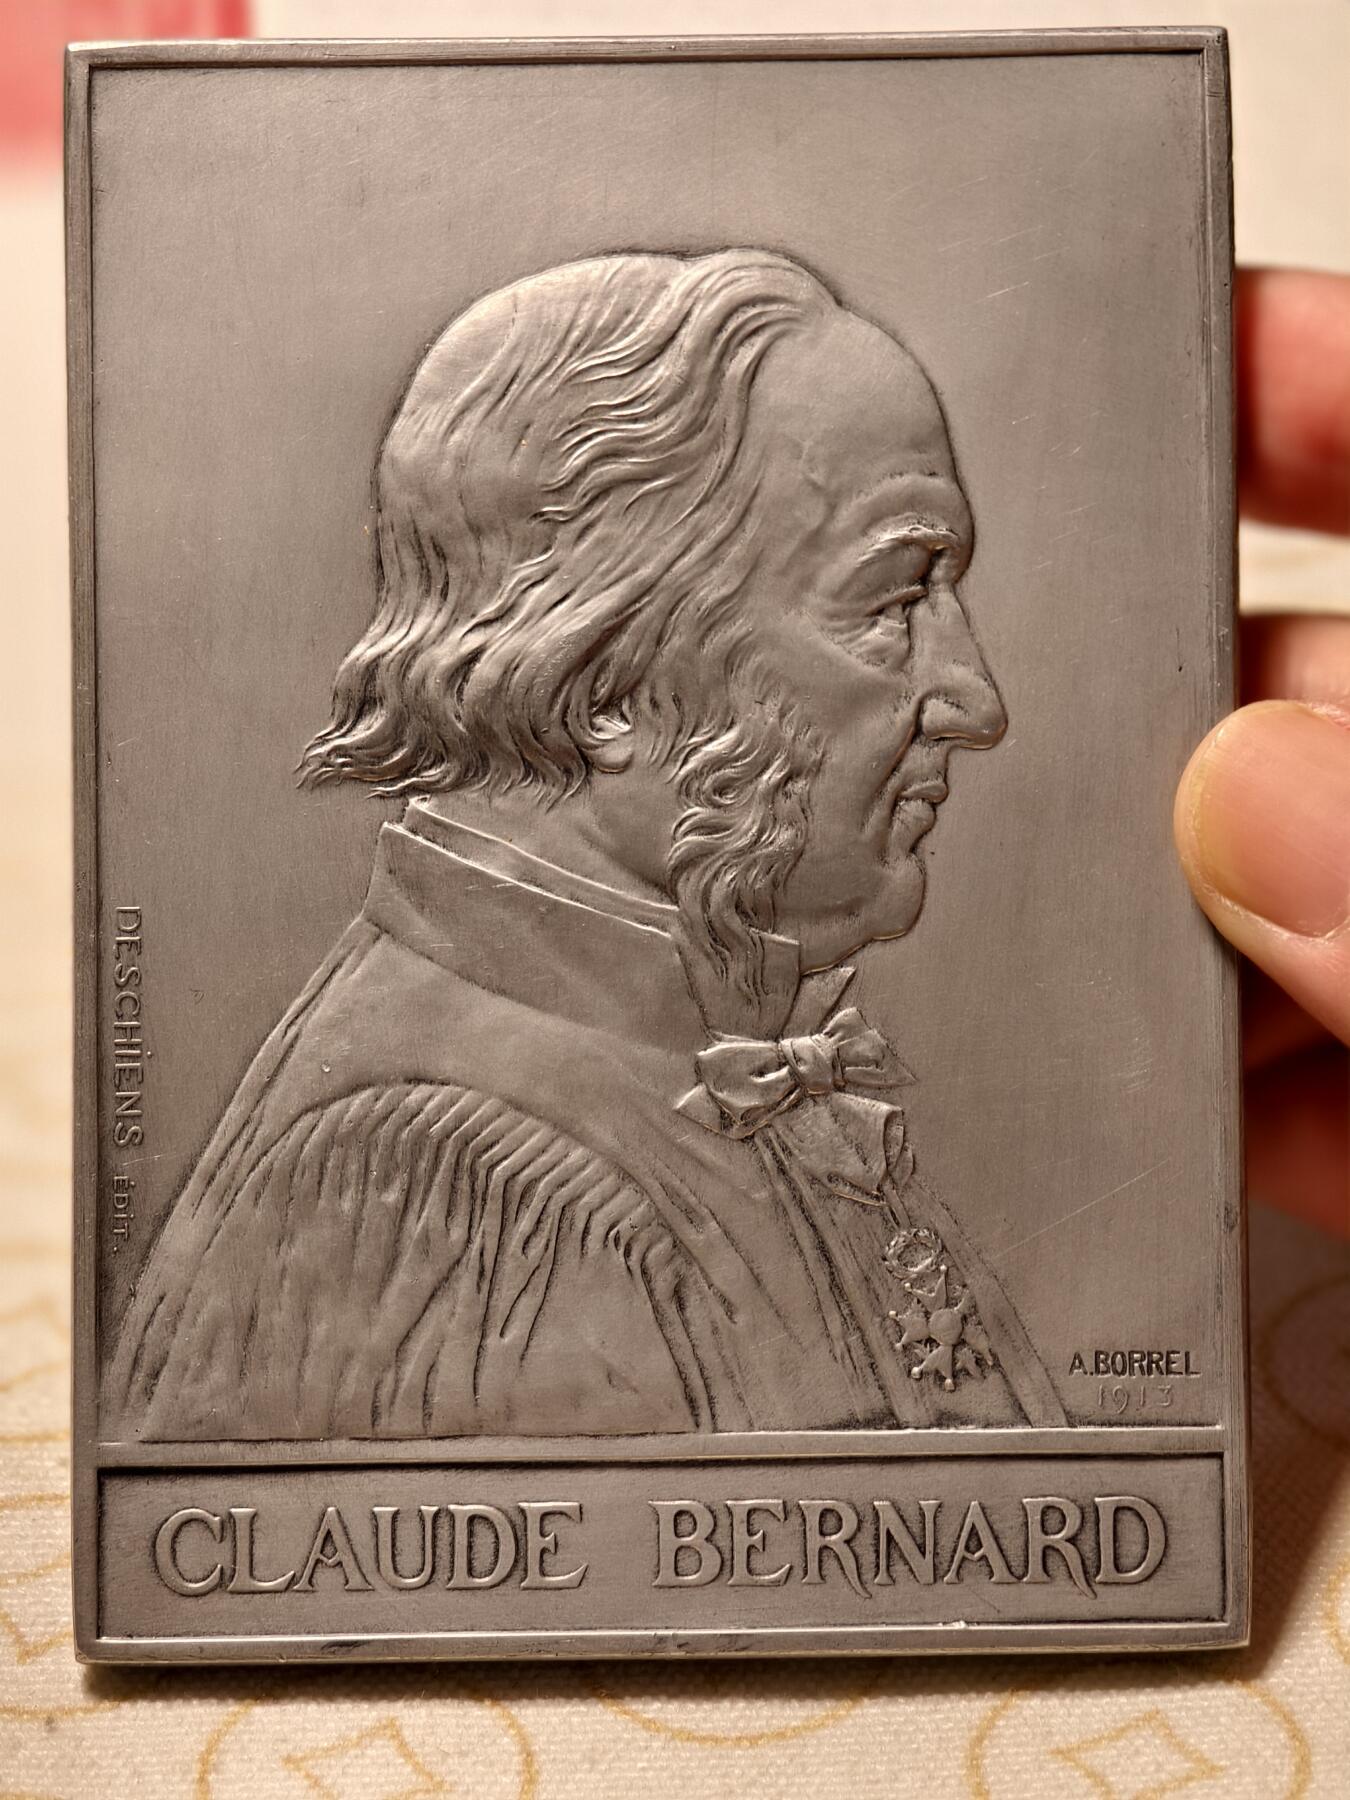 DESCHIENS ÉDIT.
A.BORREL
1913
CLAUDE BERNARD